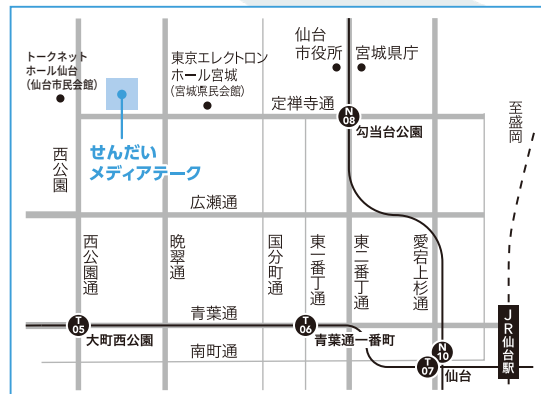 トークネット
ホール仙台
(仙台市民会館)
東京エレクトロン
ホール宮城
(宮城県民会館)
仙台
市役所
宮城県庁
定禅寺通
N
08
勾当台公園
至盛岡
せんだい
メディアテーク
西公園
広瀬通
西公園通
晩翠通
国分町通
東一番丁通
東二番丁通
愛宕上杉通
青葉通
T
05
大町西公園
T
06
青葉通一番町
南町通
N
10
T
07
仙台
JR仙台駅